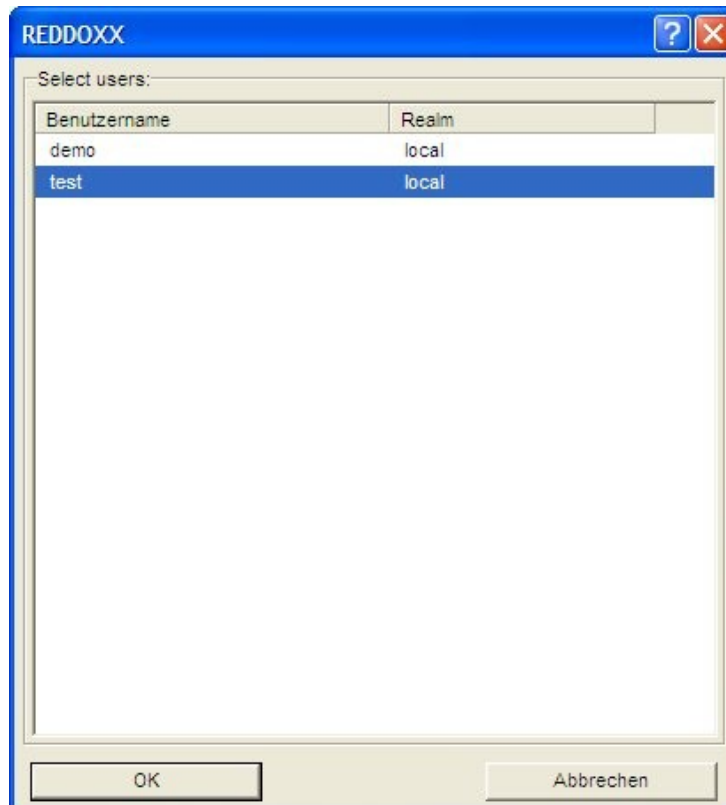 REDDOXX
Select users:
Benutzername Realm
demo local
test local
OK Abbrechen